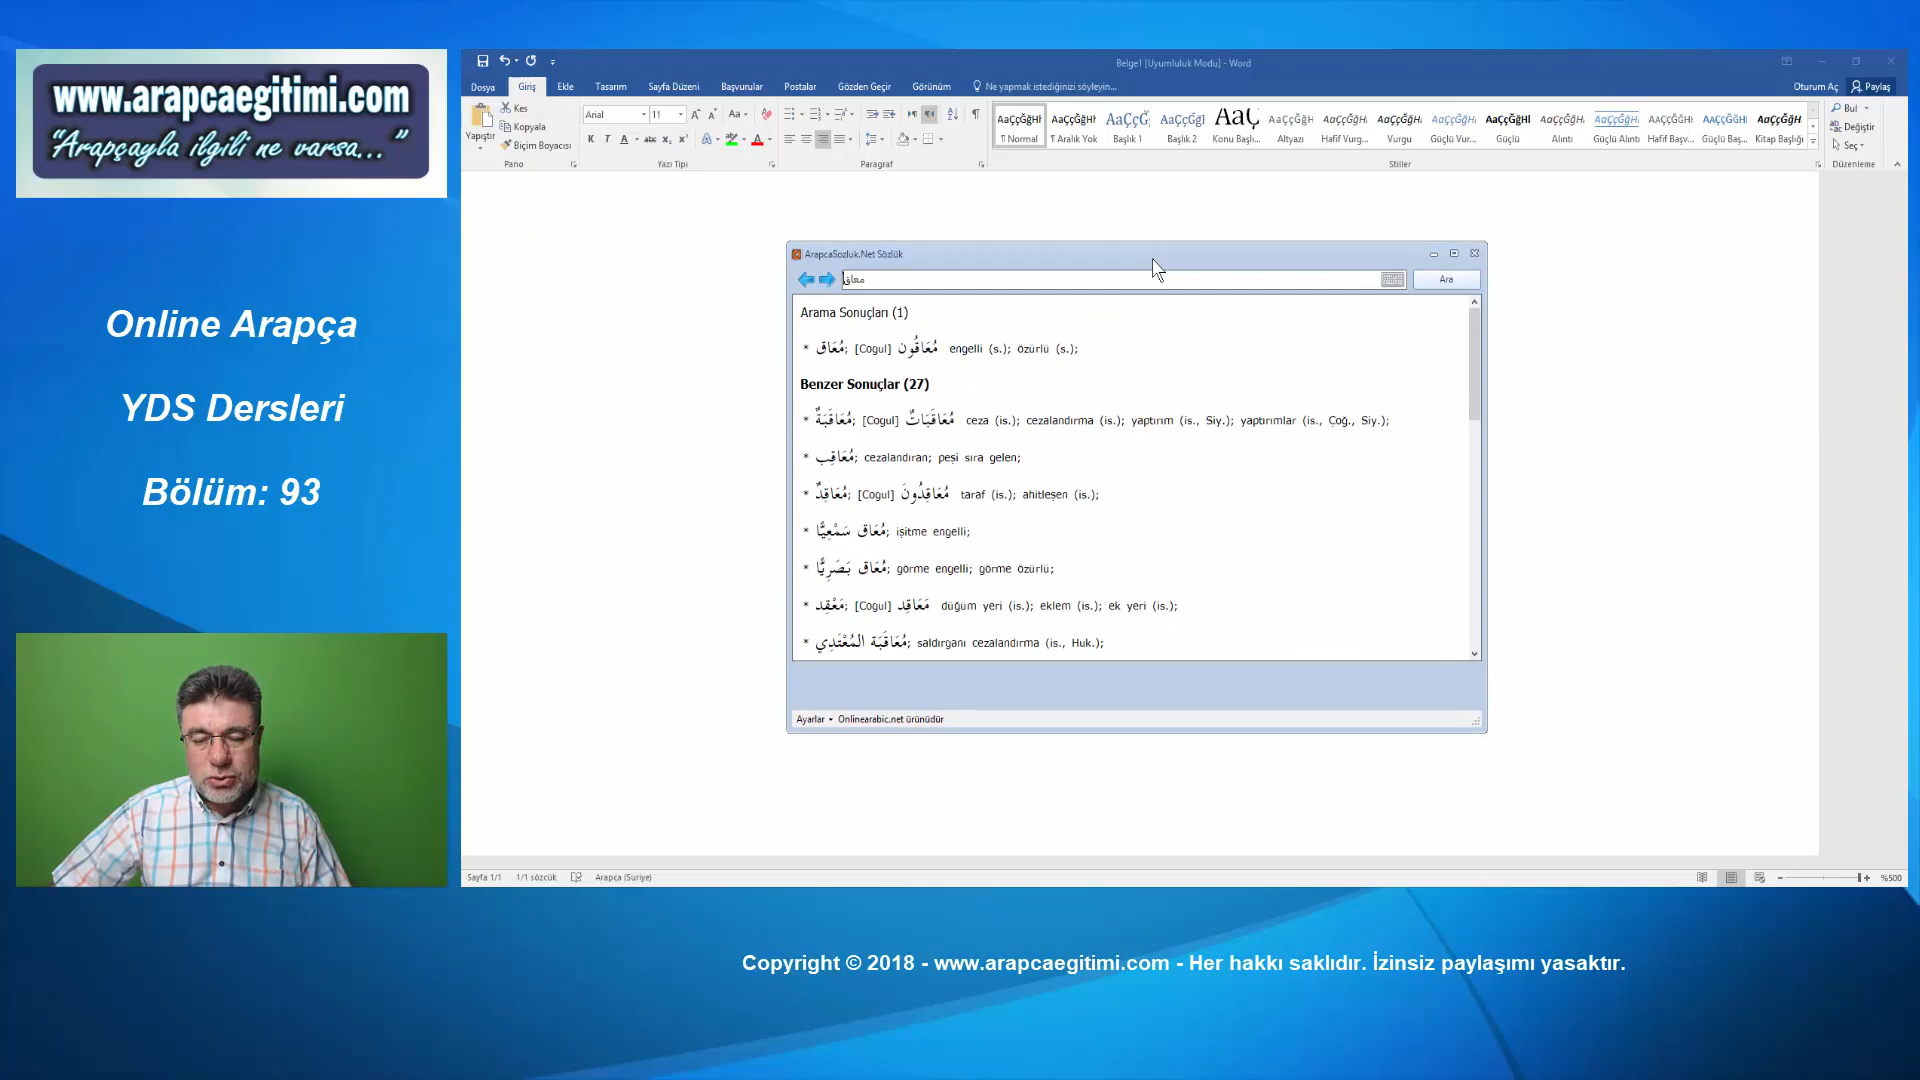 www.arapcaegitimi.com
"Arapçayla ilgili ne varsa..."
Online Arapça
YDS Dersleri
Bölüm: 93
Belge1 [Uyumluluk Modu] - Word
Dosya Giriş Ekle Tasarım Sayfa Düzeni Başvurular Postalar Gözden Geçir Görünüm Ne yapmak istediğinizi söyleyin... Oturum Aç Paylaş
Yapıştır
Kes
Kopyala
Biçim Boyacısı
Pano
Arial 11
Yazı Tipi
Paragraf
¶ Normal ¶ Aralık Yok Başlık 1 Başlık 2 Konu Başlı... Altyazı Hafif Vurg... Vurgu Güçlü Vur... Güçlü Alıntı Güçlü Alıntı Hafif Başv... Güçlü Baş... Kitap Başlığı
Stiller
Bul
Değiştir
Seç
Düzenleme
ArapcaSozluk.Net Sözlük
معاق
Ara
Arama Sonuçları (1)
* مُعَاق; [Coğul] مُعَاقُون engelli (s.); özürlü (s.);
Benzer Sonuçlar (27)
* مُعَاقَبَةٌ; [Coğul] مُعَاقَبَاتٌ ceza (is.); cezalandırma (is.); yaptırım (is., Siy.); yaptırımlar (is., Çoğ., Siy.);
* مُعَاقِب; cezalandıran; peşi sıra gelen;
* مُعَاقِدٌ; [Coğul] مُعَاقِدُونَ taraf (is.); ahitleşen (is.);
* مُعَاق سَمْعِيًّا; işitme engelli;
* مُعَاق بَصَرِيًّا; görme engelli; görme özürlü;
* مَعْقِد; [Coğul] مَعَاقِد düğüm yeri (is.); eklem (is.); ek yeri (is.);
* مُعَاقَبَة المُعْتَدِي; saldırganı cezalandırma (is., Huk.);
Ayarlar Onlinearabic.net ürünüdür
Sayfa 1/1 1/1 sözcük Arapça (Suriye) %500
Copyright © 2018 - www.arapcaegitimi.com - Her hakkı saklıdır. İzinsiz paylaşımı yasaktır.